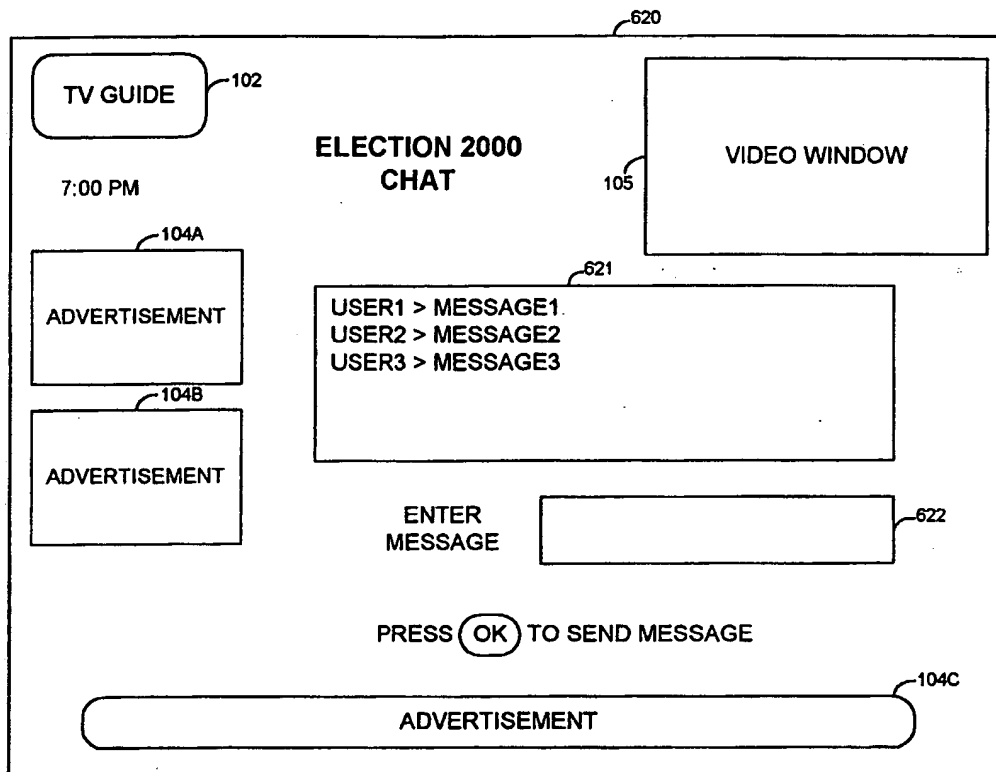 620
TV GUIDE
102
ELECTION 2000
CHAT
VIDEO WINDOW
105
7:00 PM
104A
ADVERTISEMENT
621
USER1 > MESSAGE1
USER2 > MESSAGE2
USER3 > MESSAGE3
104B
ADVERTISEMENT
ENTER
MESSAGE
622
PRESS OK TO SEND MESSAGE
104C
ADVERTISEMENT